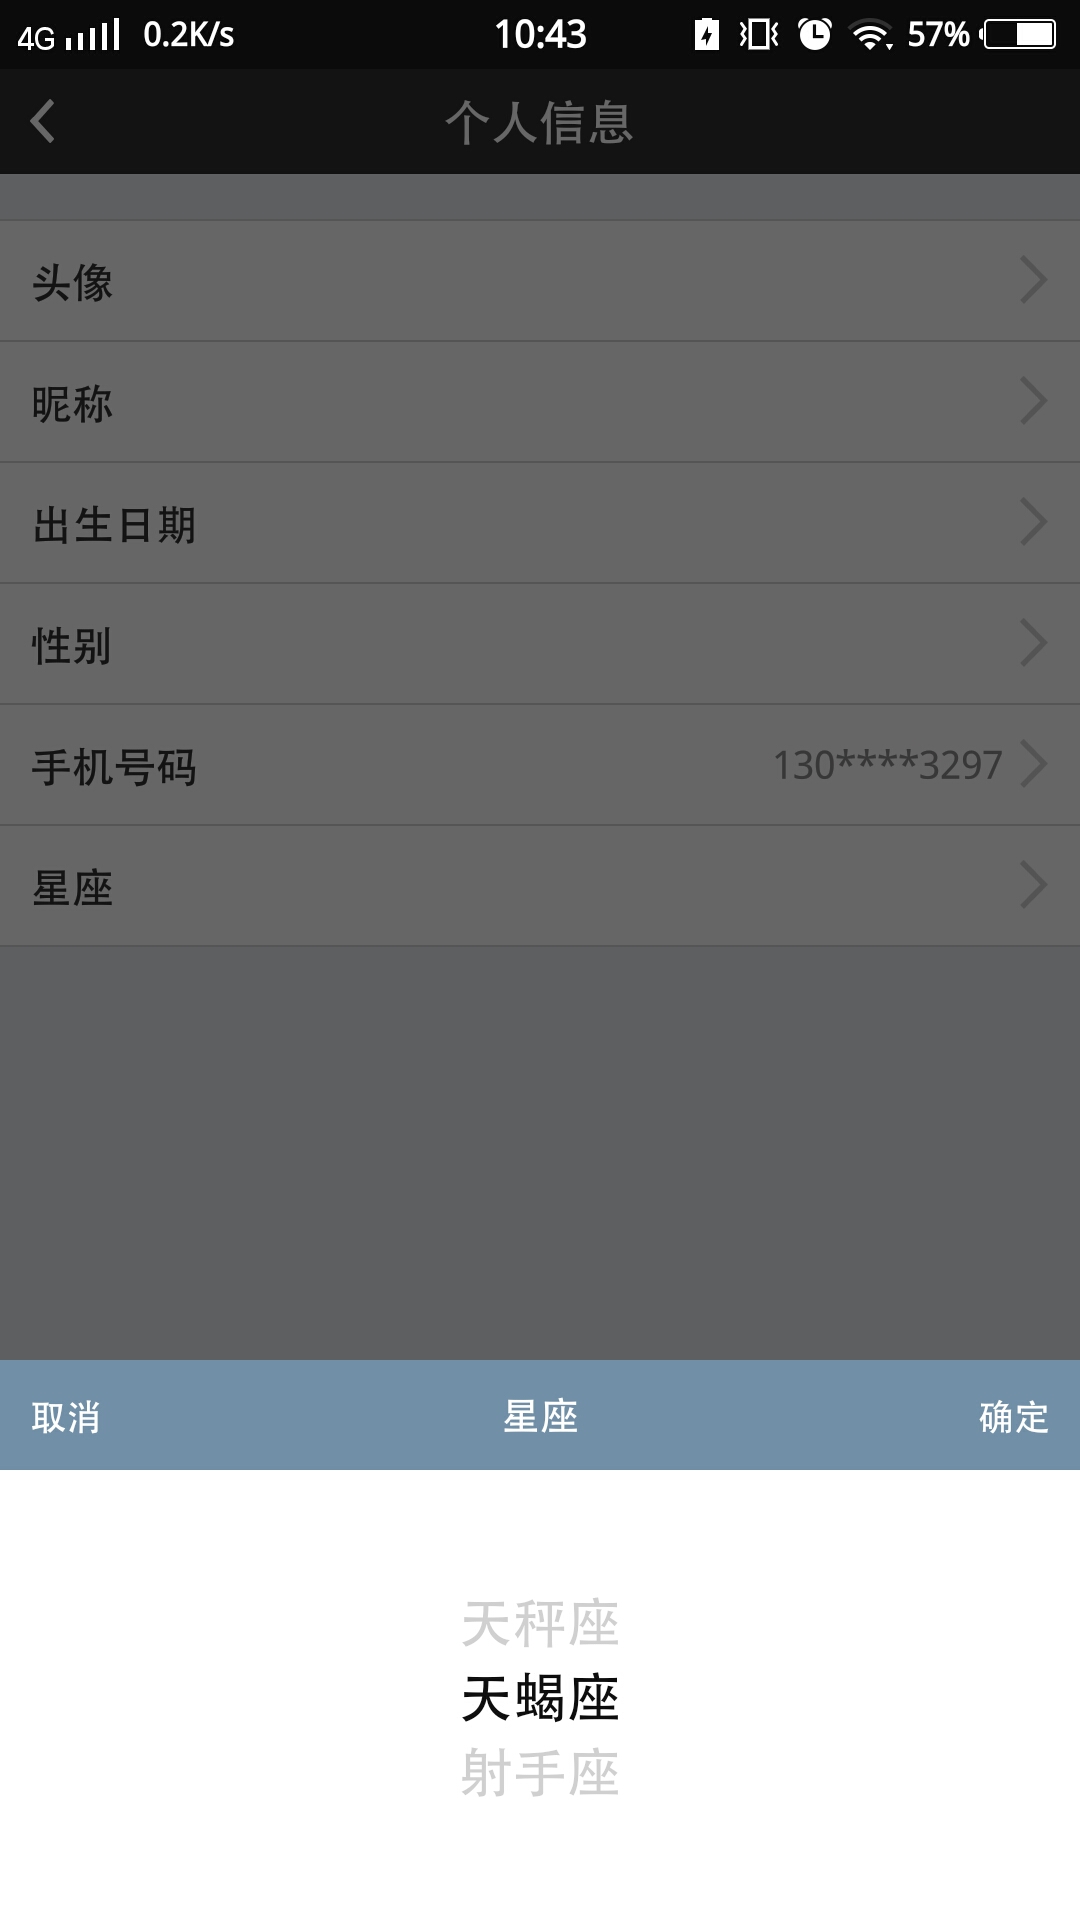 4G 0.2K/s 10:43 57%
个人信息
头像
昵称
出生日期
性别
手机号码 130****3297
星座
取消 星座 确定
天秤座
天蝎座
射手座